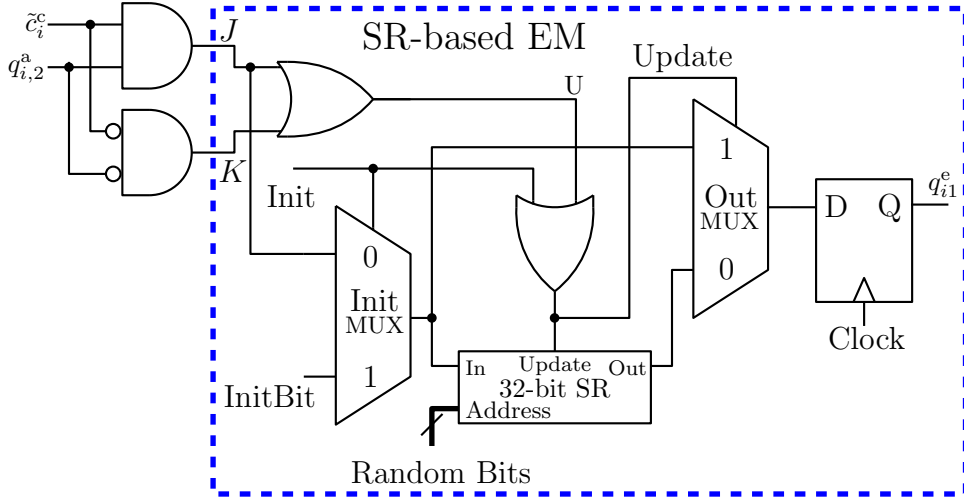 c̃ᵢᶜ
J
SR-based EM
Update
qᵃᵢ,₂
U
K
Init
1
Out
MUX
0
D
Q
qᵉᵢ₁
0
Init
MUX
1
Clock
InitBit
In
Update
Out
32-bit SR
Address
Random Bits